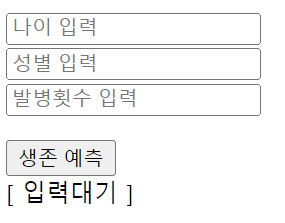 나이 입력
성별 입력
발병횟수 입력
생존 예측
[ 입력대기 ]